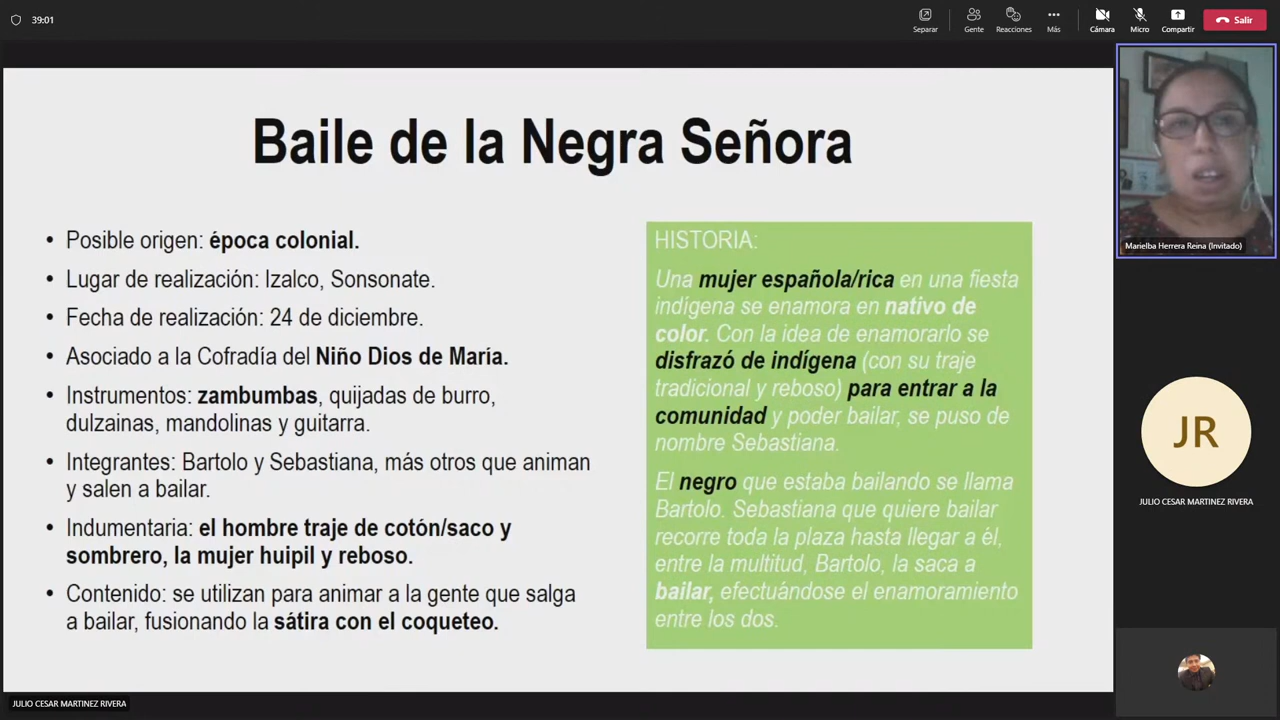 39:01
Separar
Gente
Reacciones
Más
Cámara
Micro
Compartir
Salir
Baile de la Negra Señora
• Posible origen: época colonial.
• Lugar de realización: Izalco, Sonsonate.
• Fecha de realización: 24 de diciembre.
• Asociado a la Cofradía del Niño Dios de María.
• Instrumentos: zambumbas, quijadas de burro,
dulzainas, mandolinas y guitarra.
• Integrantes: Bartolo y Sebastiana, más otros que animan
y salen a bailar.
• Indumentaria: el hombre traje de cotón/saco y
sombrero, la mujer huipil y reboso.
• Contenido: se utilizan para animar a la gente que salga
a bailar, fusionando la sátira con el coqueteo.
HISTORIA:
Una mujer española/rica en una fiesta
indígena se enamora en nativo de
color. Con la idea de enamorarlo se
disfrazó de indígena (con su traje
tradicional y reboso) para entrar a la
comunidad y poder bailar, se puso de
nombre Sebastiana.
El negro que estaba bailando se llama
Bartolo. Sebastiana que quiere bailar
recorre toda la plaza hasta llegar a él,
entre la multitud, Bartolo, la saca a
bailar, efectuándose el enamoramiento
entre los dos.
Marielba Herrera Reina (Invitado)
JR
JULIO CESAR MARTINEZ RIVERA
JULIO CESAR MARTINEZ RIVERA